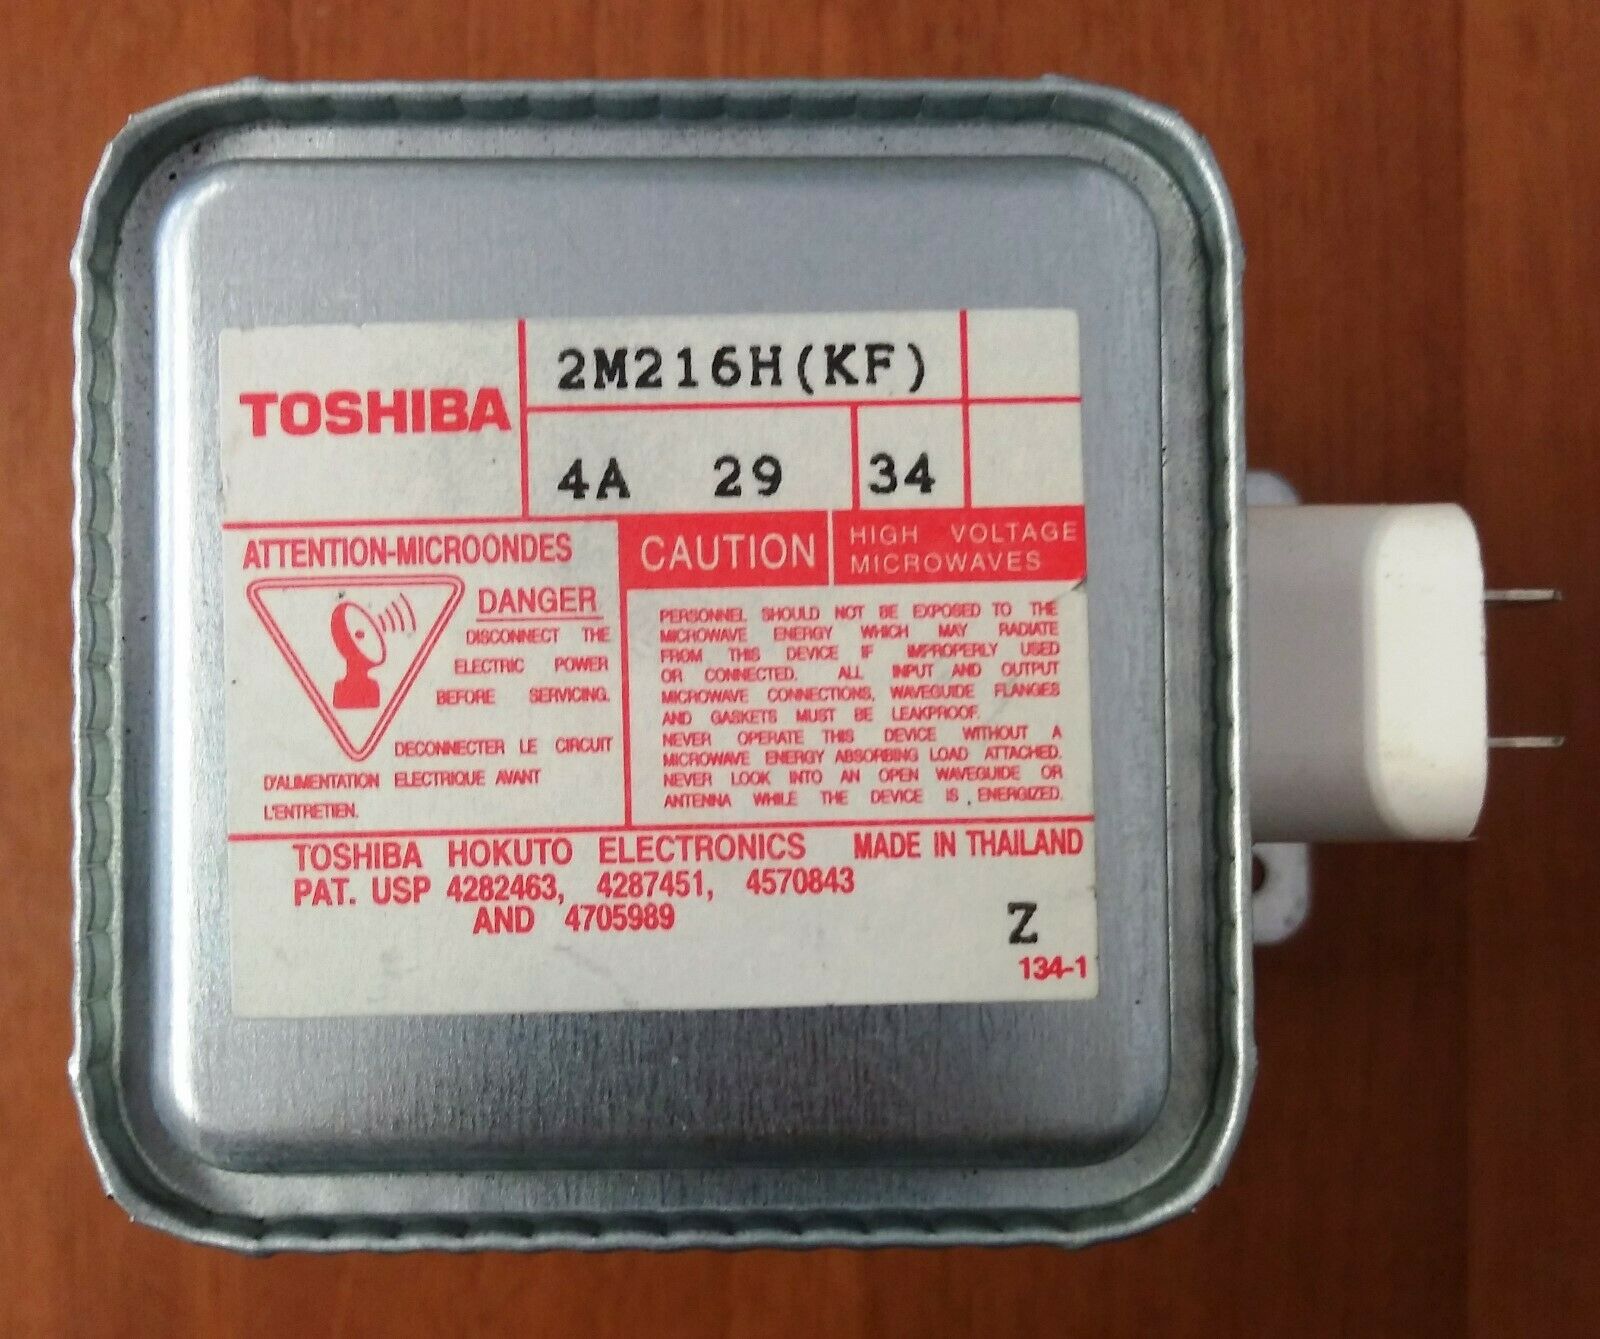 TOSHIBA
2M216H(KF)
4A 29 34
ATTENTION-MICROONDES
DANGER
DISCONNECT THE
ELECTRIC POWER
BEFORE SERVICING.
DECONNECTER LE CIRCUIT
D'ALIMENTATION ELECTRIQUE AVANT
L'ENTRETIEN.
CAUTION
HIGH VOLTAGE
MICROWAVES
PERSONNEL SHOULD NOT BE EXPOSED TO THE
MICROWAVE ENERGY WHICH MAY RADIATE
FROM THIS DEVICE IF IMPROPERLY USED
OR CONNECTED. ALL INPUT AND OUTPUT
MICROWAVE CONNECTIONS, WAVEGUIDE FLANGES
AND GASKETS MUST BE LEAKPROOF.
NEVER OPERATE THIS DEVICE WITHOUT A
MICROWAVE ENERGY ABSORBING LOAD ATTACHED.
NEVER LOOK INTO AN OPEN WAVEGUIDE OR
ANTENNA WHILE THE DEVICE IS ENERGIZED.
TOSHIBA HOKUTO ELECTRONICS MADE IN THAILAND
PAT. USP 4282463, 4287451, 4570843
AND 4705989
Z
134-1